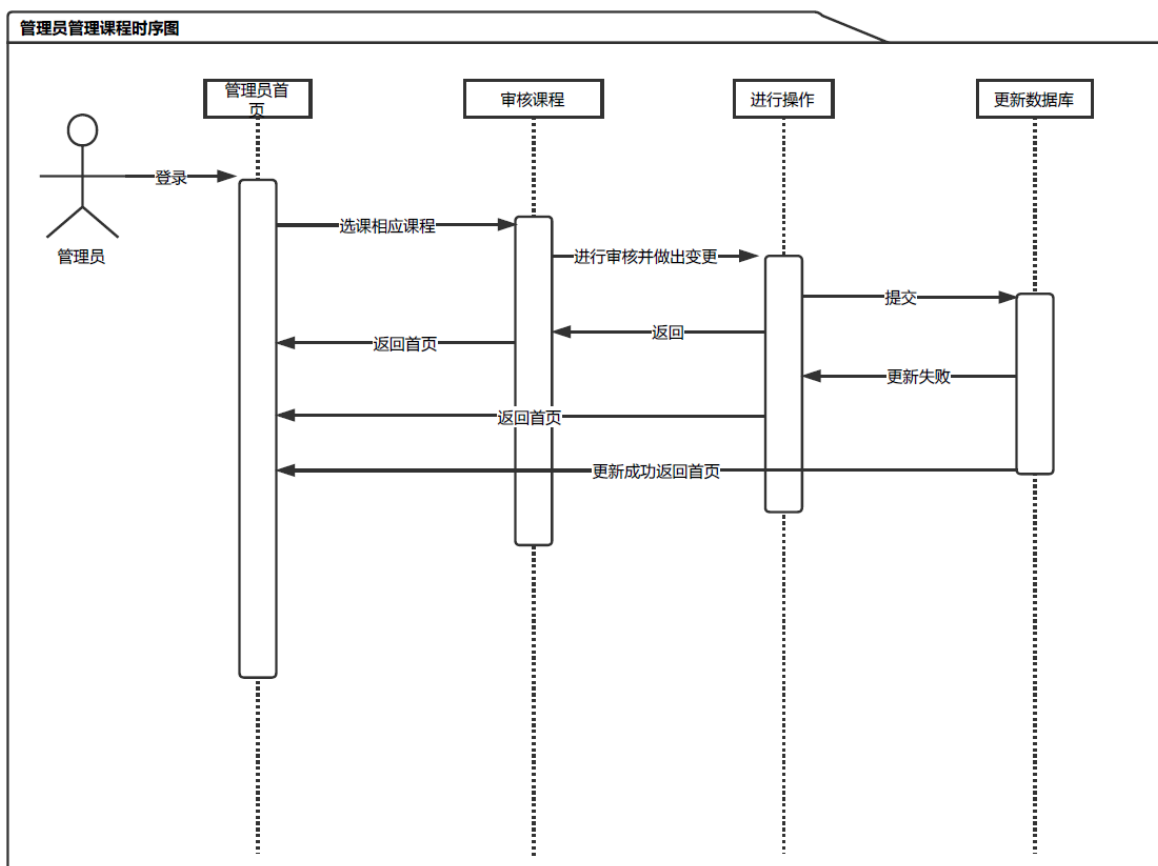 管理员管理课程时序图
管理员首
页
审核课程
进行操作
更新数据库
登录
管理员
选课相应课程
进行审核并做出变更
提交
返回
返回首页
更新失败
返回首页
更新成功返回首页